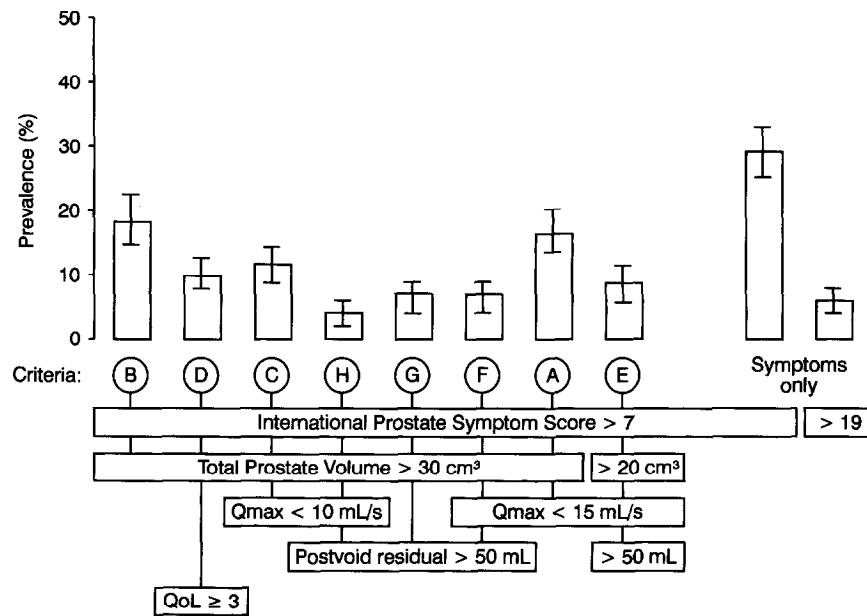 50
40
30
20
10
0
Prevalence (%)
Criteria: B D C H G F A E Symptoms only
International Prostate Symptom Score > 7 > 19
Total Prostate Volume > 30 cm³ > 20 cm³
Qmax < 10 mL/s Qmax < 15 mL/s
Postvoid residual > 50 mL > 50 mL
QoL ≥ 3